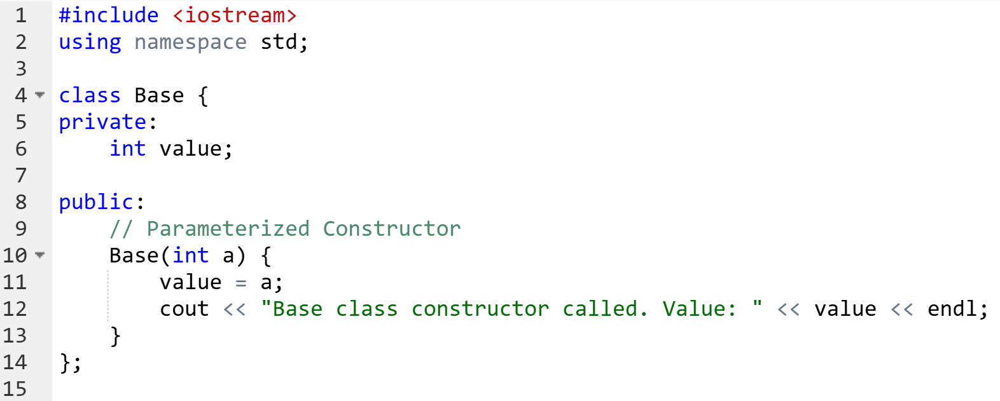 1 #include <iostream>
2 using namespace std;
3
4 class Base {
5 private:
6     int value;
7
8 public:
9     // Parameterized Constructor
10     Base(int a) {
11         value = a;
12         cout << "Base class constructor called. Value: " << value << endl;
13     }
14 };
15